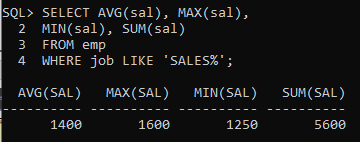 SQL> SELECT AVG(sal), MAX(sal),
2 MIN(sal), SUM(sal)
3 FROM emp
4 WHERE job LIKE 'SALES%';
AVG(SAL) MAX(SAL) MIN(SAL) SUM(SAL)
---------- ---------- ---------- ----------
1400 1600 1250 5600